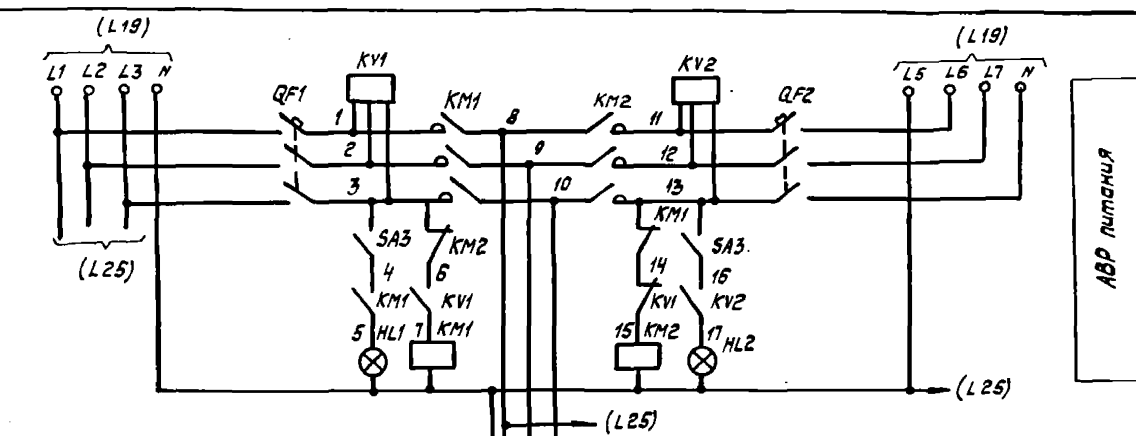 (L19)
(L19)
L1 L2 L3 N
KV1
KV2
L5 L6 L7 N
QF1
KM1
KM2
QF2
1
8
11
2
9
12
3
10
13
SA3
KM2
KM1
SA3.
4
6
14
16
KM1
KV1
KV1
KV2
5
HL1
7
KM1
15
KM2
17
HL2
(L25)
(L25)
(L25)
АВР питания